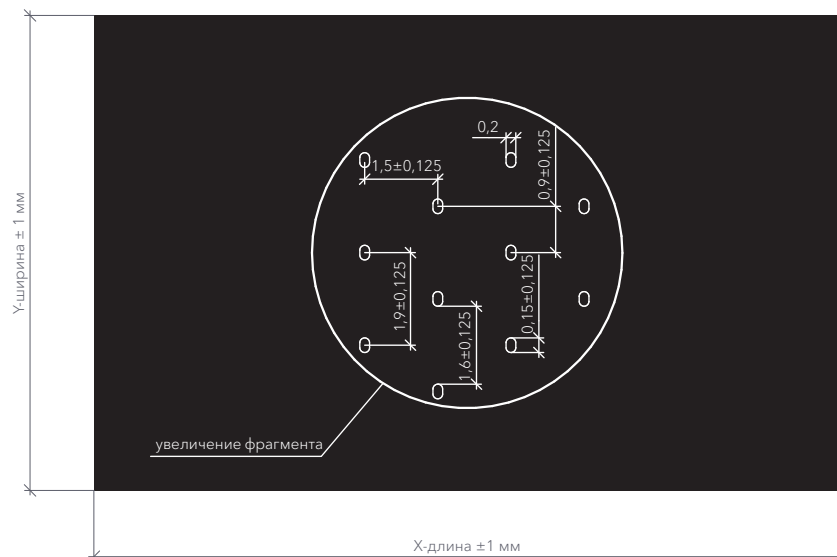 0,2
1,5±0,125
0,9±0,125
Y-ширина ± 1 мм
1,9±0,125
0,15±0,125
1,6±0,125
увеличение фрагмента
X-длина ±1 мм